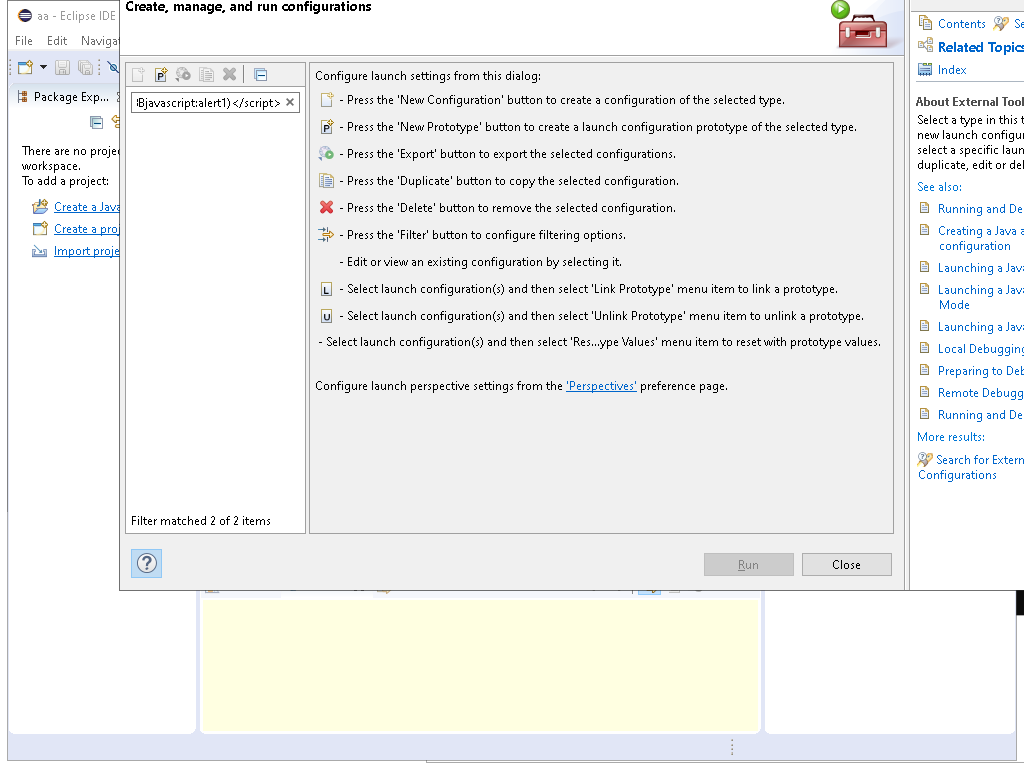 aa - Eclipse IDE
File Edit Naviga
Package Exp...
There are no proje
workspace.
To add a project:
Create a Java
Create a pro
Import proje
Create, manage, and run configurations
Bjavascript:alert1)</script>
Filter matched 2 of 2 items
Configure launch settings from this dialog:
- Press the 'New Configuration' button to create a configuration of the selected type.
- Press the 'New Prototype' button to create a launch configuration prototype of the selected type.
- Press the 'Export' button to export the selected configurations.
- Press the 'Duplicate' button to copy the selected configuration.
- Press the 'Delete' button to remove the selected configuration.
- Press the 'Filter' button to configure filtering options.
- Edit or view an existing configuration by selecting it.
- Select launch configuration(s) and then select 'Link Prototype' menu item to link a prototype.
- Select launch configuration(s) and then select 'Unlink Prototype' menu item to unlink a prototype.
- Select launch configuration(s) and then select 'Res...ype Values' menu item to reset with prototype values.
Configure launch perspective settings from the 'Perspectives' preference page.
Run Close
Contents Se
Related Topics
Index
About External Tool
Select a type in this t
new launch configur
select a specific laun
duplicate, edit or del
See also:
Running and De
Creating a Java a
configuration
Launching a Java
Launching a Java
Mode
Launching a Java
Local Debugging
Preparing to Deb
Remote Debugg
Running and De
More results:
Search for Extern
Configurations